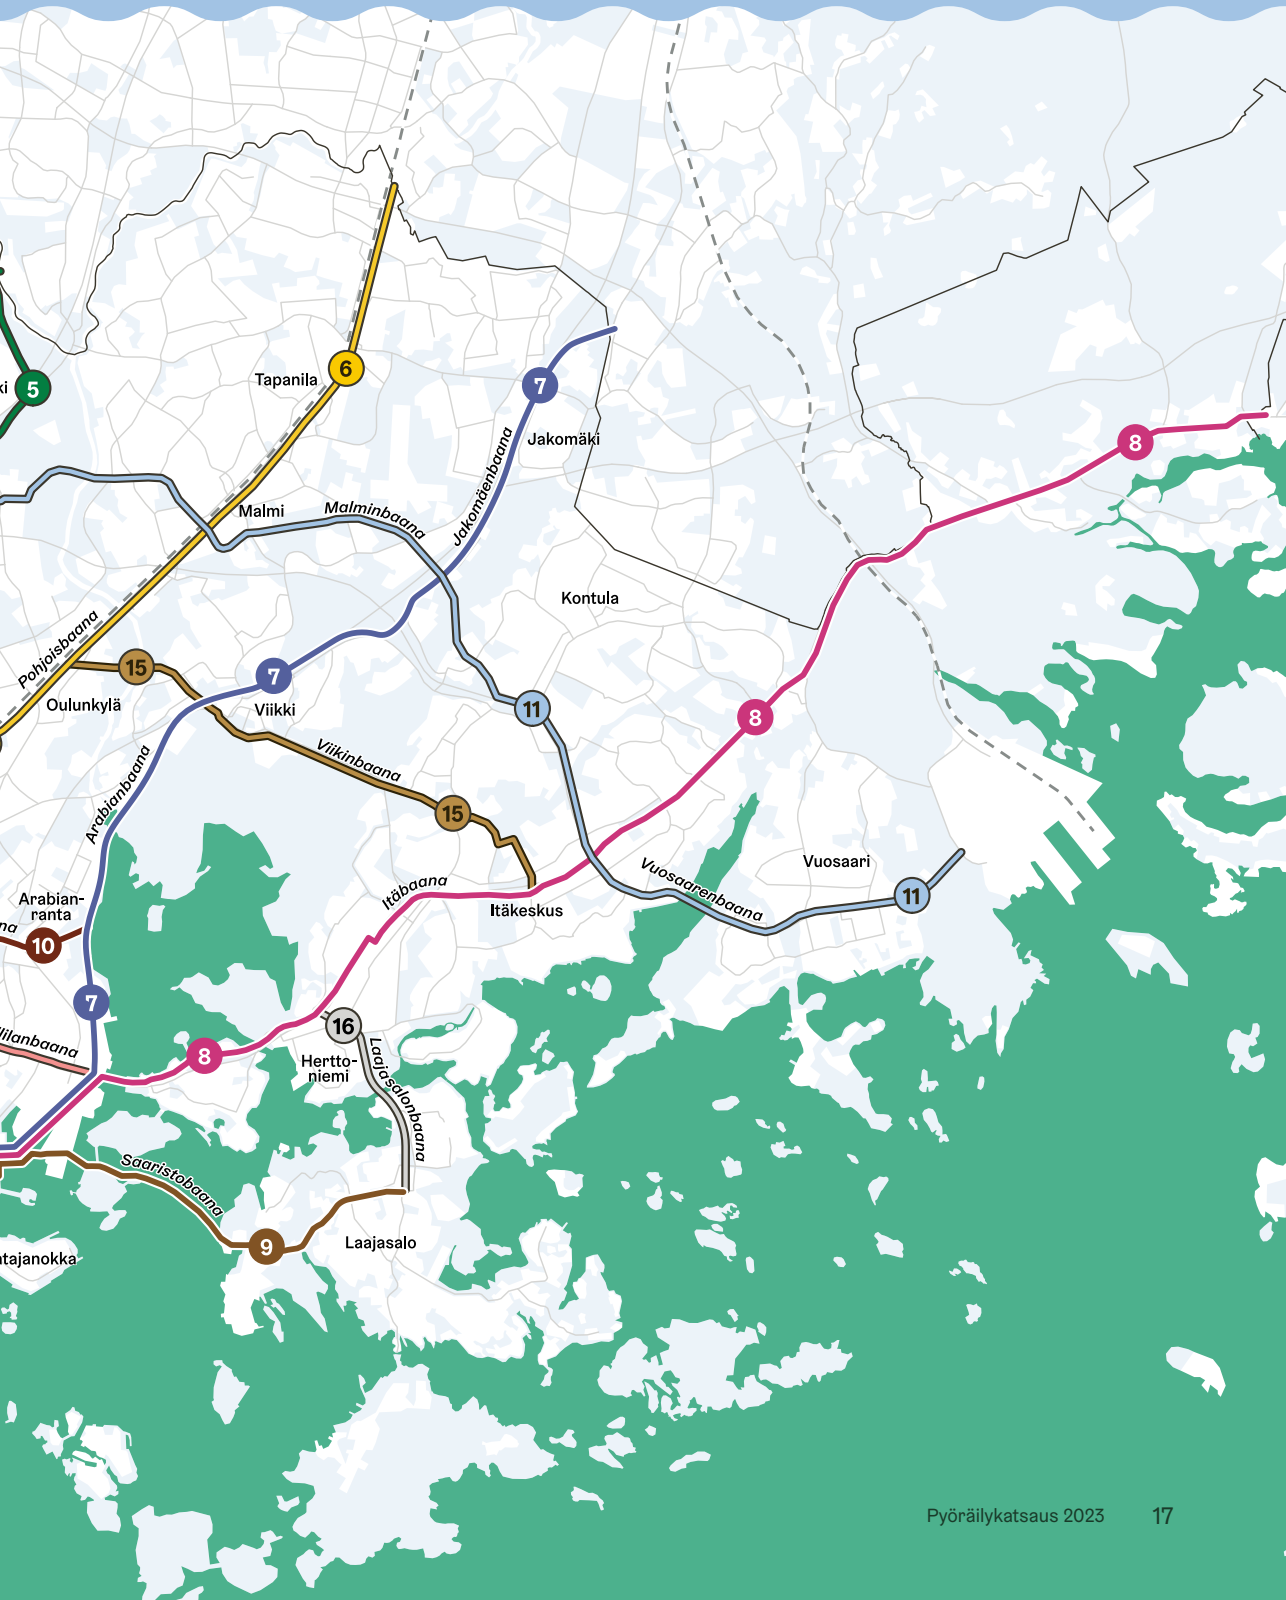 6
Tapanila
5
7
Jakomäki
8
Jakomäenbaana
Malmi
Malminbaana
Kontula
Pohjoisbaana
15
7
Oulunkylä
Viikki
11
8
Viikinbaana
Arabianbaana
15
Vuosaari
Vuosaarenbaana
11
Itäbaana
Itäkeskus
Arabian-
ranta
10
7
16
8
Hertto-
niemi
Laajasalonbaana
Saaristobaana
9
Laajasalo
Pyöräilykatsaus 2023
17